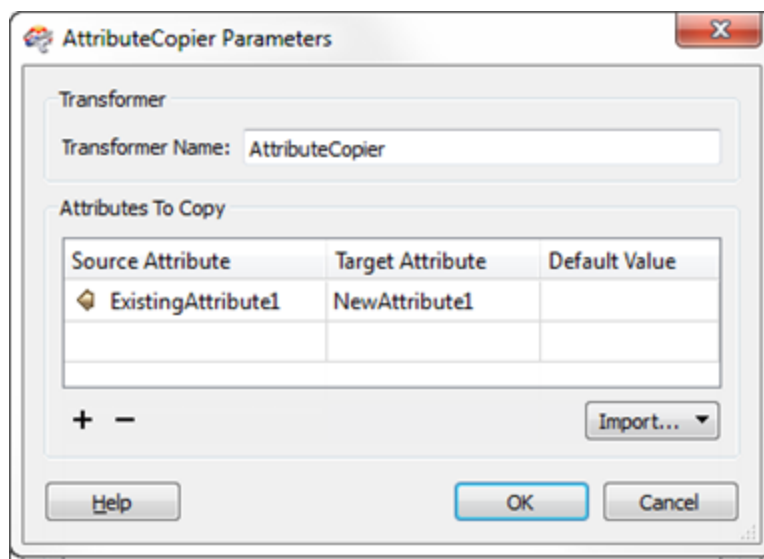 AttributeCopier Parameters
Transformer
Transformer Name: AttributeCopier
Attributes To Copy
Source Attribute Target Attribute Default Value
ExistingAttribute1 NewAttribute1
Import...
Help OK Cancel